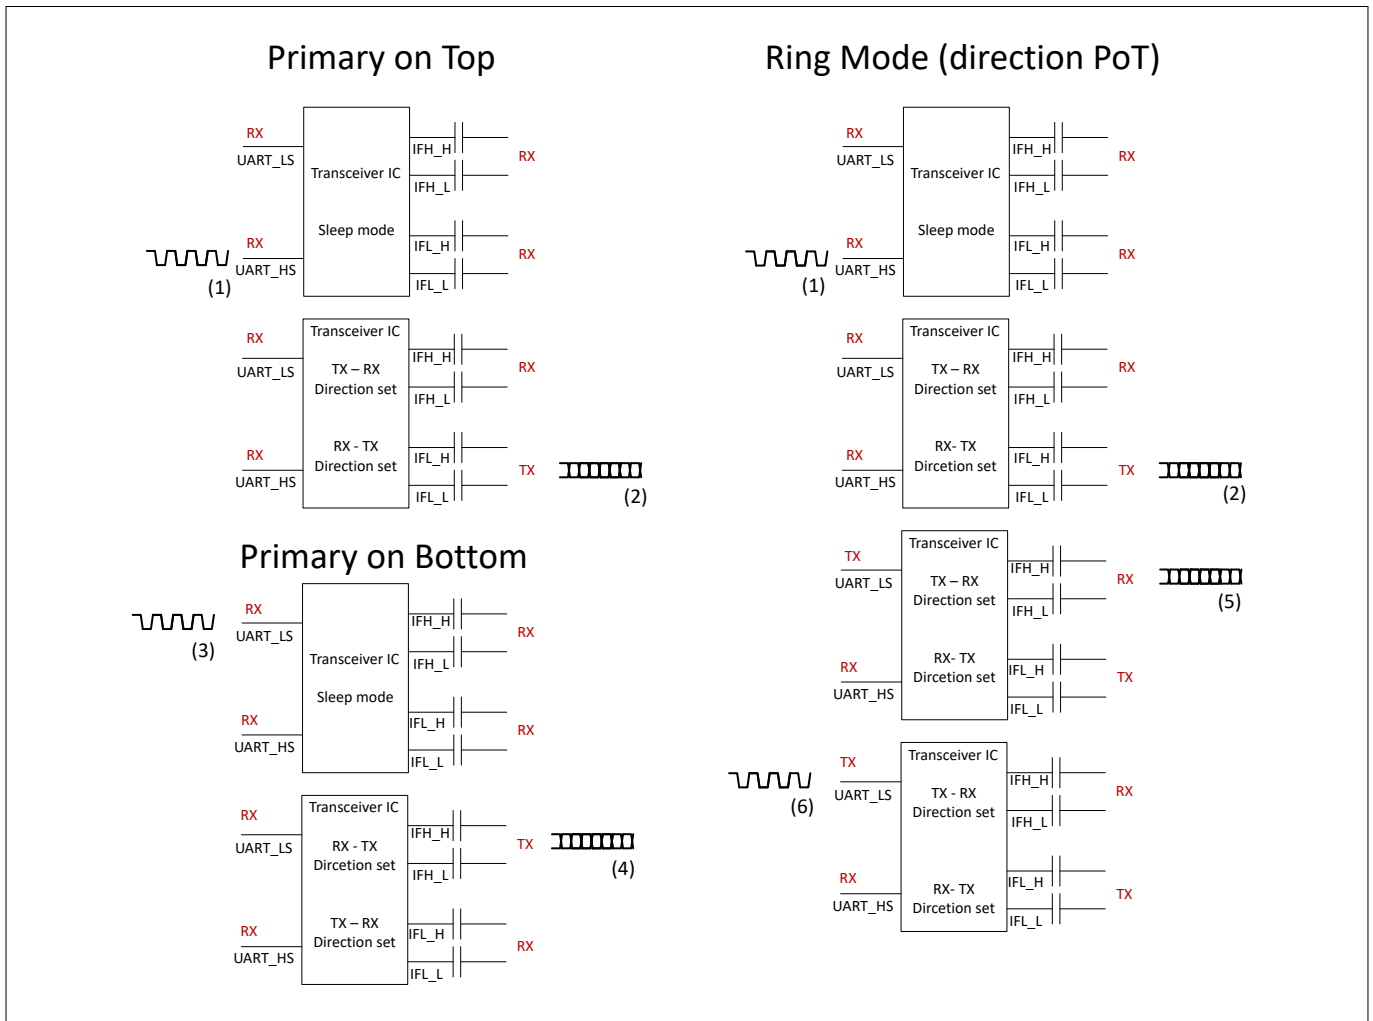 Primary on Top
RX
UART_LS
Transceiver IC
Sleep mode
IFH_H
IFH_L
RX
RX
UART_HS
(1)
IFL_H
IFL_L
RX
Transceiver IC
RX
UART_LS
TX – RX
Direction set
IFH_H
IFH_L
RX
RX
UART_HS
RX - TX
Direction set
IFL_H
IFL_L
TX
(2)
Primary on Bottom
RX
UART_LS
(3)
Transceiver IC
Sleep mode
IFH_H
IFH_L
RX
RX
UART_HS
IFL_H
IFL_L
RX
Transceiver IC
RX
UART_LS
RX - TX
Dircetion set
IFH_H
IFH_L
TX
(4)
RX
UART_HS
TX – RX
Direction set
IFL_H
IFL_L
RX
Ring Mode (direction PoT)
RX
UART_LS
Transceiver IC
Sleep mode
IFH_H
IFH_L
RX
RX
UART_HS
(1)
IFL_H
IFL_L
RX
Transceiver IC
RX
UART_LS
TX – RX
Direction set
IFH_H
IFH_L
RX
RX
UART_HS
RX- TX
Dircetion set
IFL_H
IFL_L
TX
(2)
Transceiver IC
TX
UART_LS
TX – RX
Direction set
IFH_H
IFH_L
RX
(5)
RX
UART_HS
RX- TX
Dircetion set
IFL_H
IFL_L
TX
Transceiver IC
TX
UART_LS
(6)
TX - RX
Direction set
IFH_H
IFH_L
RX
RX
UART_HS
RX- TX
Dircetion set
IFL_H
IFL_L
TX